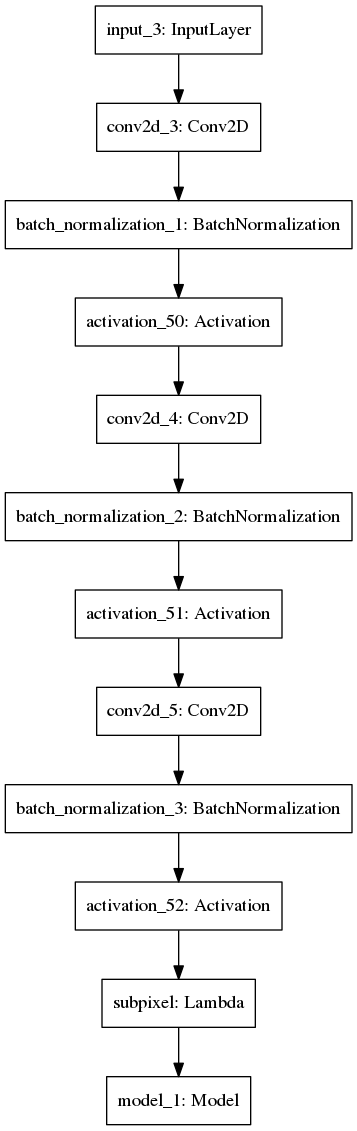 input_3: InputLayer
conv2d_3: Conv2D
batch_normalization_1: BatchNormalization
activation_50: Activation
conv2d_4: Conv2D
batch_normalization_2: BatchNormalization
activation_51: Activation
conv2d_5: Conv2D
batch_normalization_3: BatchNormalization
activation_52: Activation
subpixel: Lambda
model_1: Model